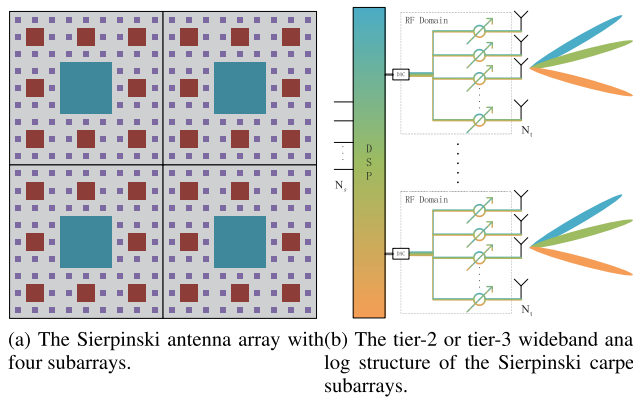 RF Domain
DAC
N_t
D
S
P
N_s
RF Domain
DAC
N_t
(a) The Sierpinski antenna array with
four subarrays.
(b) The tier-2 or tier-3 wideband ana
log structure of the Sierpinski carpe
subarrays.